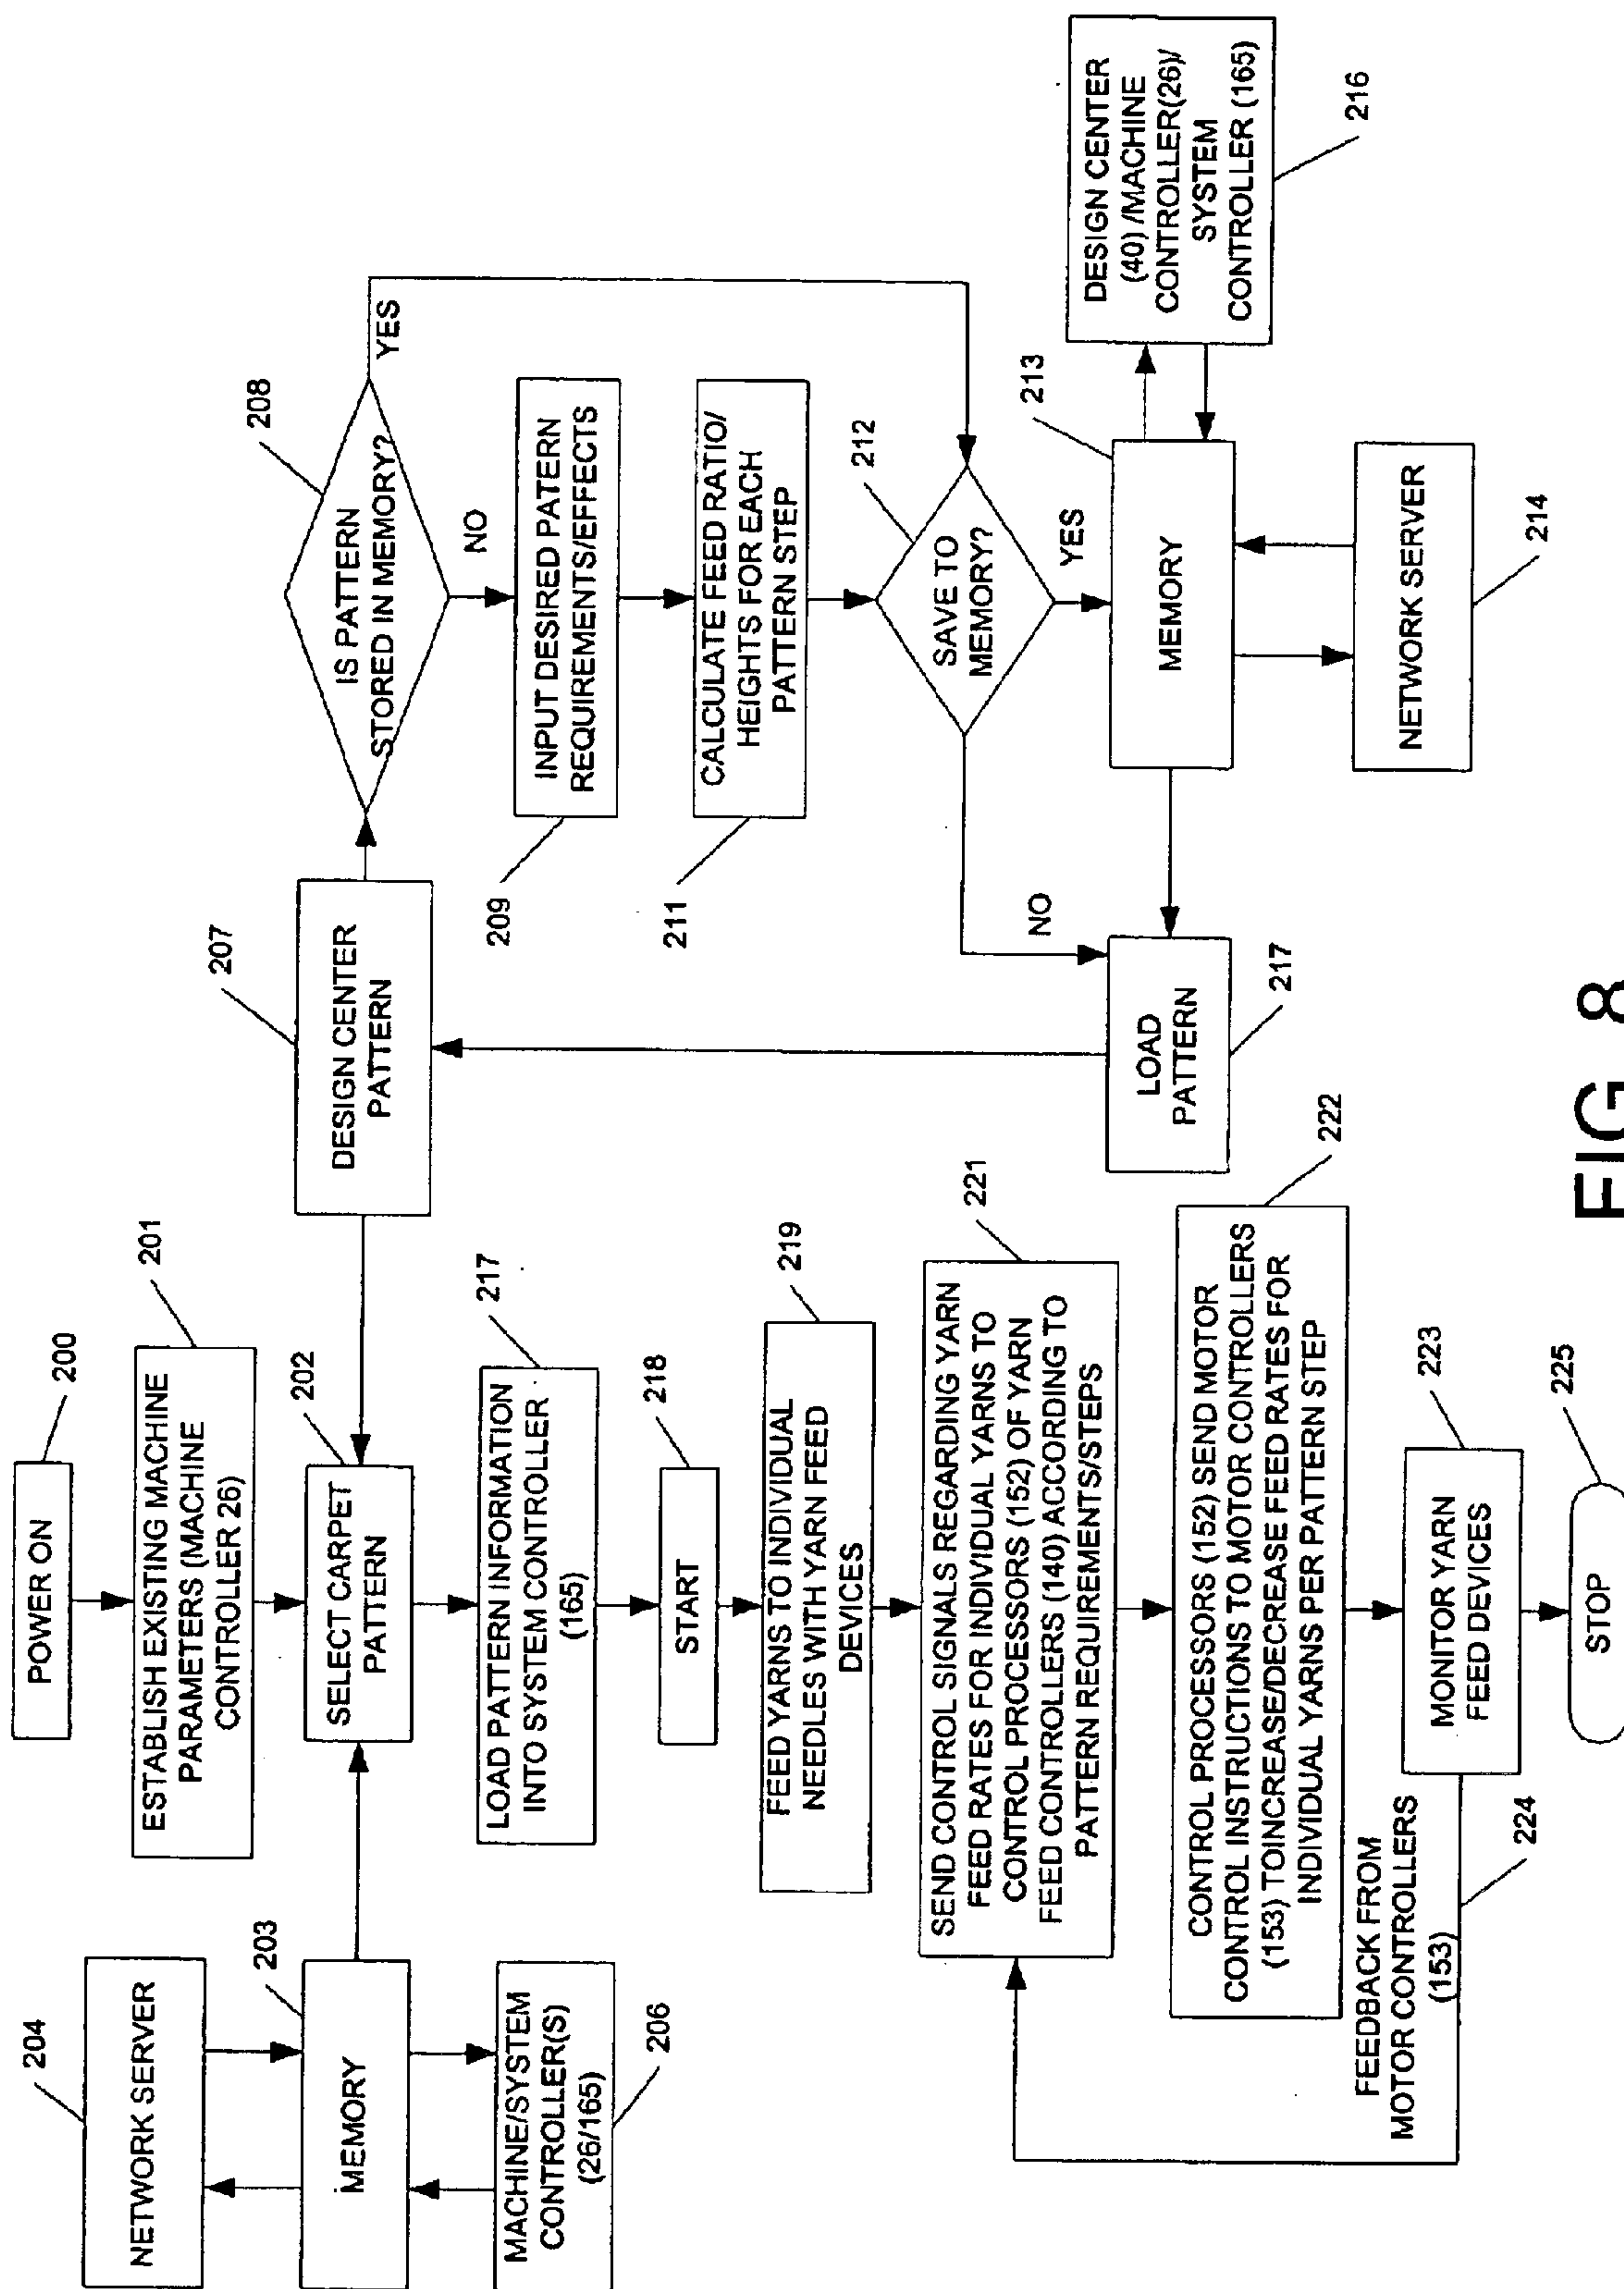 POWER ON
200
ESTABLISH EXISTING MACHINE
PARAMETERS (MACHINE
CONTROLLER 26)
201
NETWORK SERVER
204
MEMORY
203
MACHINE/SYSTEM
CONTROLLER(S)
(26/165)
206
SELECT CARPET
PATTERN
202
DESIGN CENTER
PATTERN
207
IS PATTERN
STORED IN MEMORY?
208
YES
NO
INPUT DESIRED PATERN
REQUIREMENTS/EFFECTS
209
CALCULATE FEED RATIO/
HEIGHTS FOR EACH
PATTERN STEP
211
SAVE TO
MEMORY?
212
YES
NO
MEMORY
213
NETWORK SERVER
214
DESIGN CENTER
(40) /MACHINE
CONTROLLER(26)/
SYSTEM
CONTROLLER (165)
216
LOAD
PATTERN
217
LOAD PATTERN INFORMATION
INTO SYSTEM CONTROLLER
(165)
217
START
218
FEED YARNS TO INDIVIDUAL
NEEDLES WITH YARN FEED
DEVICES
219
SEND CONTROL SIGNALS REGARDING YARN
FEED RATES FOR INDIVIDUAL YARNS TO
CONTROL PROCESSORS (152) OF YARN
FEED CONTROLLERS (140) ACCORDING TO
PATTERN REQUIREMENTS/STEPS
221
CONTROL PROCESSORS (152) SEND MOTOR
CONTROL INSTRUCTIONS TO MOTOR CONTROLLERS
(153) TOINCREASE/DECREASE FEED RATES FOR
INDIVIDUAL YARNS PER PATTERN STEP
222
MONITOR YARN
FEED DEVICES
223
FEEDBACK FROM
MOTOR CONTROLLERS
(153)
224
STOP
225
FIG. 8